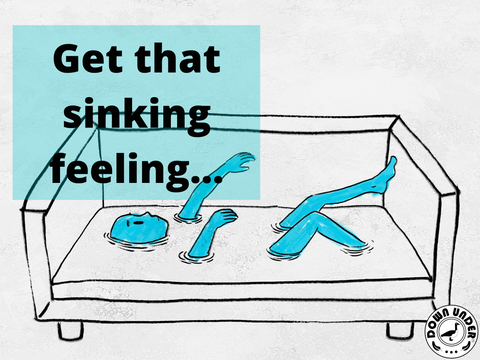 Get that
sinking
feeling...
DOWN UNDER